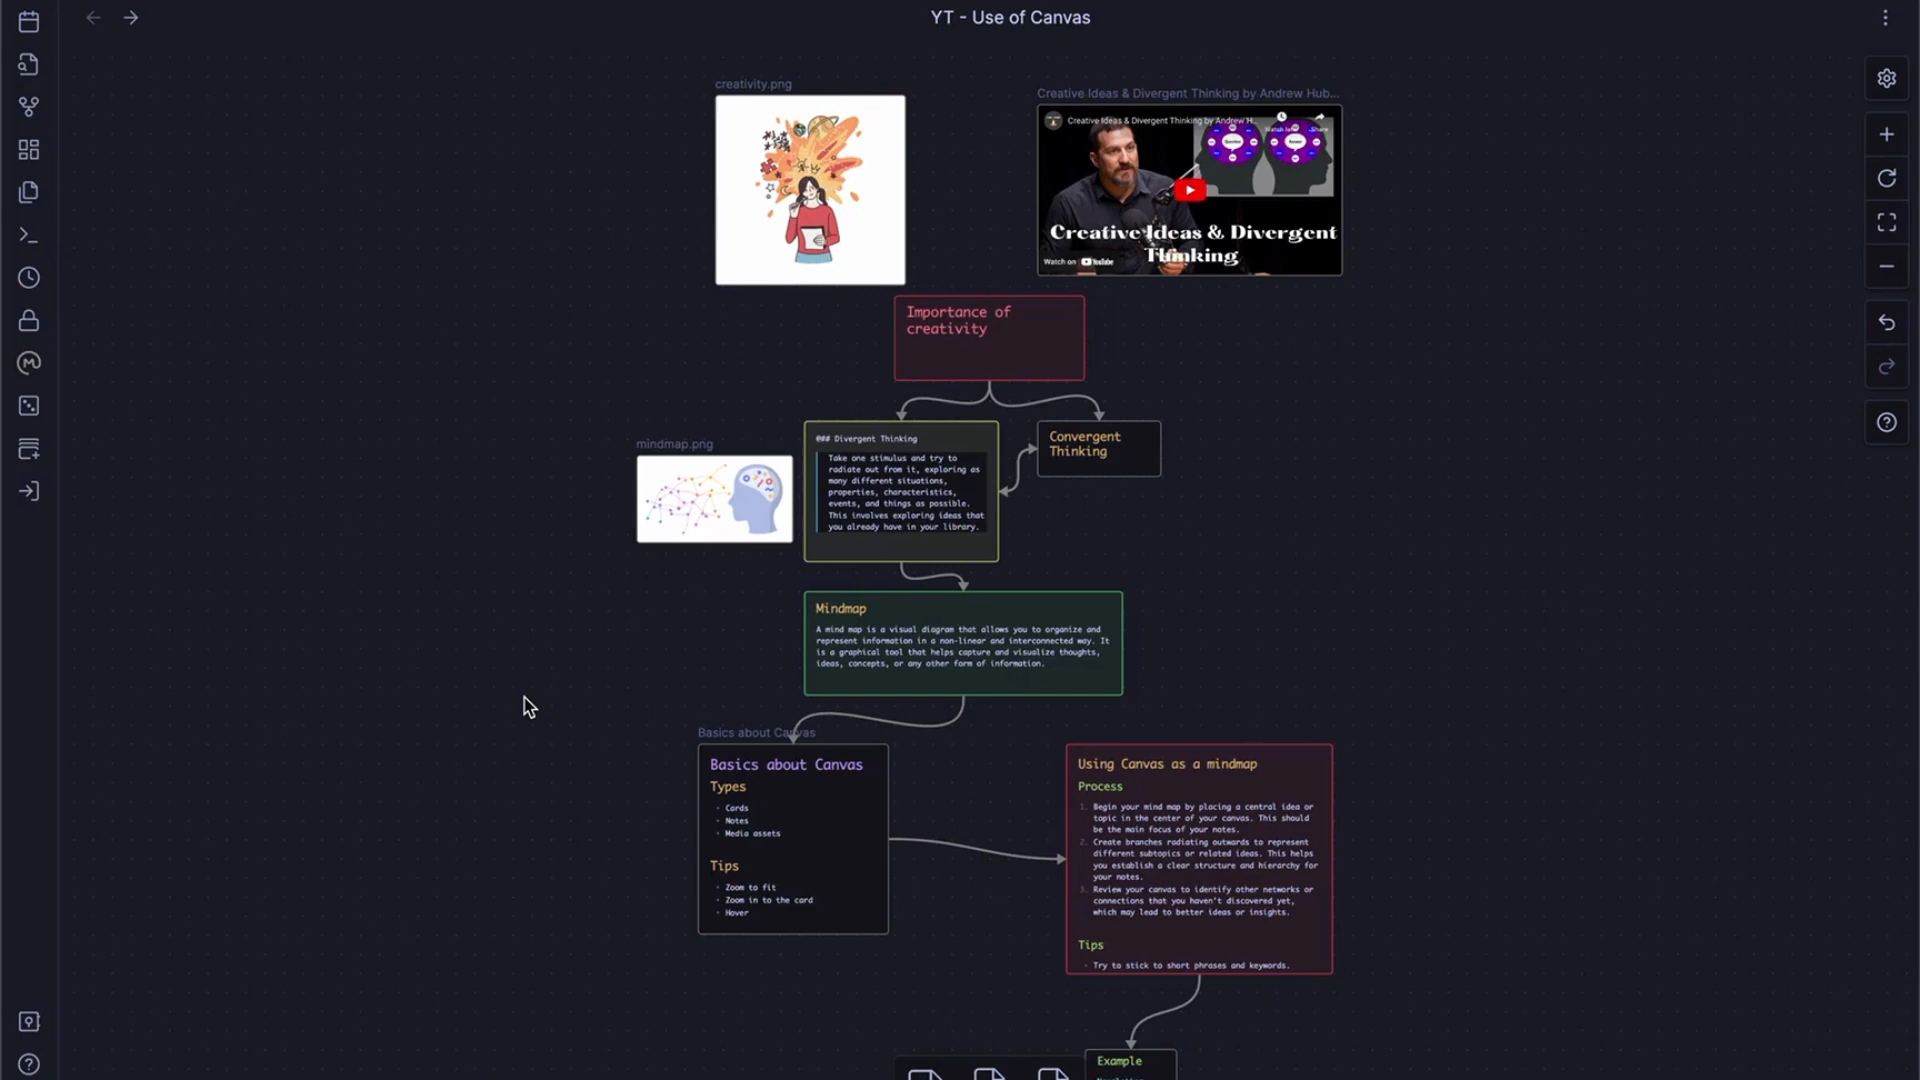 YT - Use of Canvas
creativity.png
Creative Ideas & Divergent Thinking by Andrew Hub...
Creative Ideas & Divergent Thinking by Andrew H...
Watch later
Share
Creative Ideas & Divergent
Thinking
Watch on YouTube
Importance of
creativity
mindmap.png
@## Divergent Thinking
Take one stimulus and try to
radiate out from it, exploring as
many different situations,
properties, characteristics,
events, and things as possible.
This involves exploring ideas that
you already have in your library.
Convergent
Thinking
Mindmap
A mind map is a visual diagram that allows you to organize and
represent information in a non-linear and interconnected way. It
is a graphical tool that helps capture and visualize thoughts,
ideas, concepts, or any other form of information.
Basics about Canvas
Basics about Canvas
Types
· Cards
· Notes
· Media assets
Tips
· Zoom to fit
· Zoom in to the card
· Hover
Using Canvas as a mindmap
Process
1. Begin your mind map by placing a central idea or
topic in the center of your canvas. This should
be the main focus of your notes.
2. Create branches radiating outwards to represent
different subtopics or related ideas. This helps
you establish a clear structure and hierarchy for
your notes.
3. Review your canvas to identify other networks or
connections that you haven't discovered yet,
which may lead to better ideas or insights.
Tips
· Try to stick to short phrases and keywords.
Example